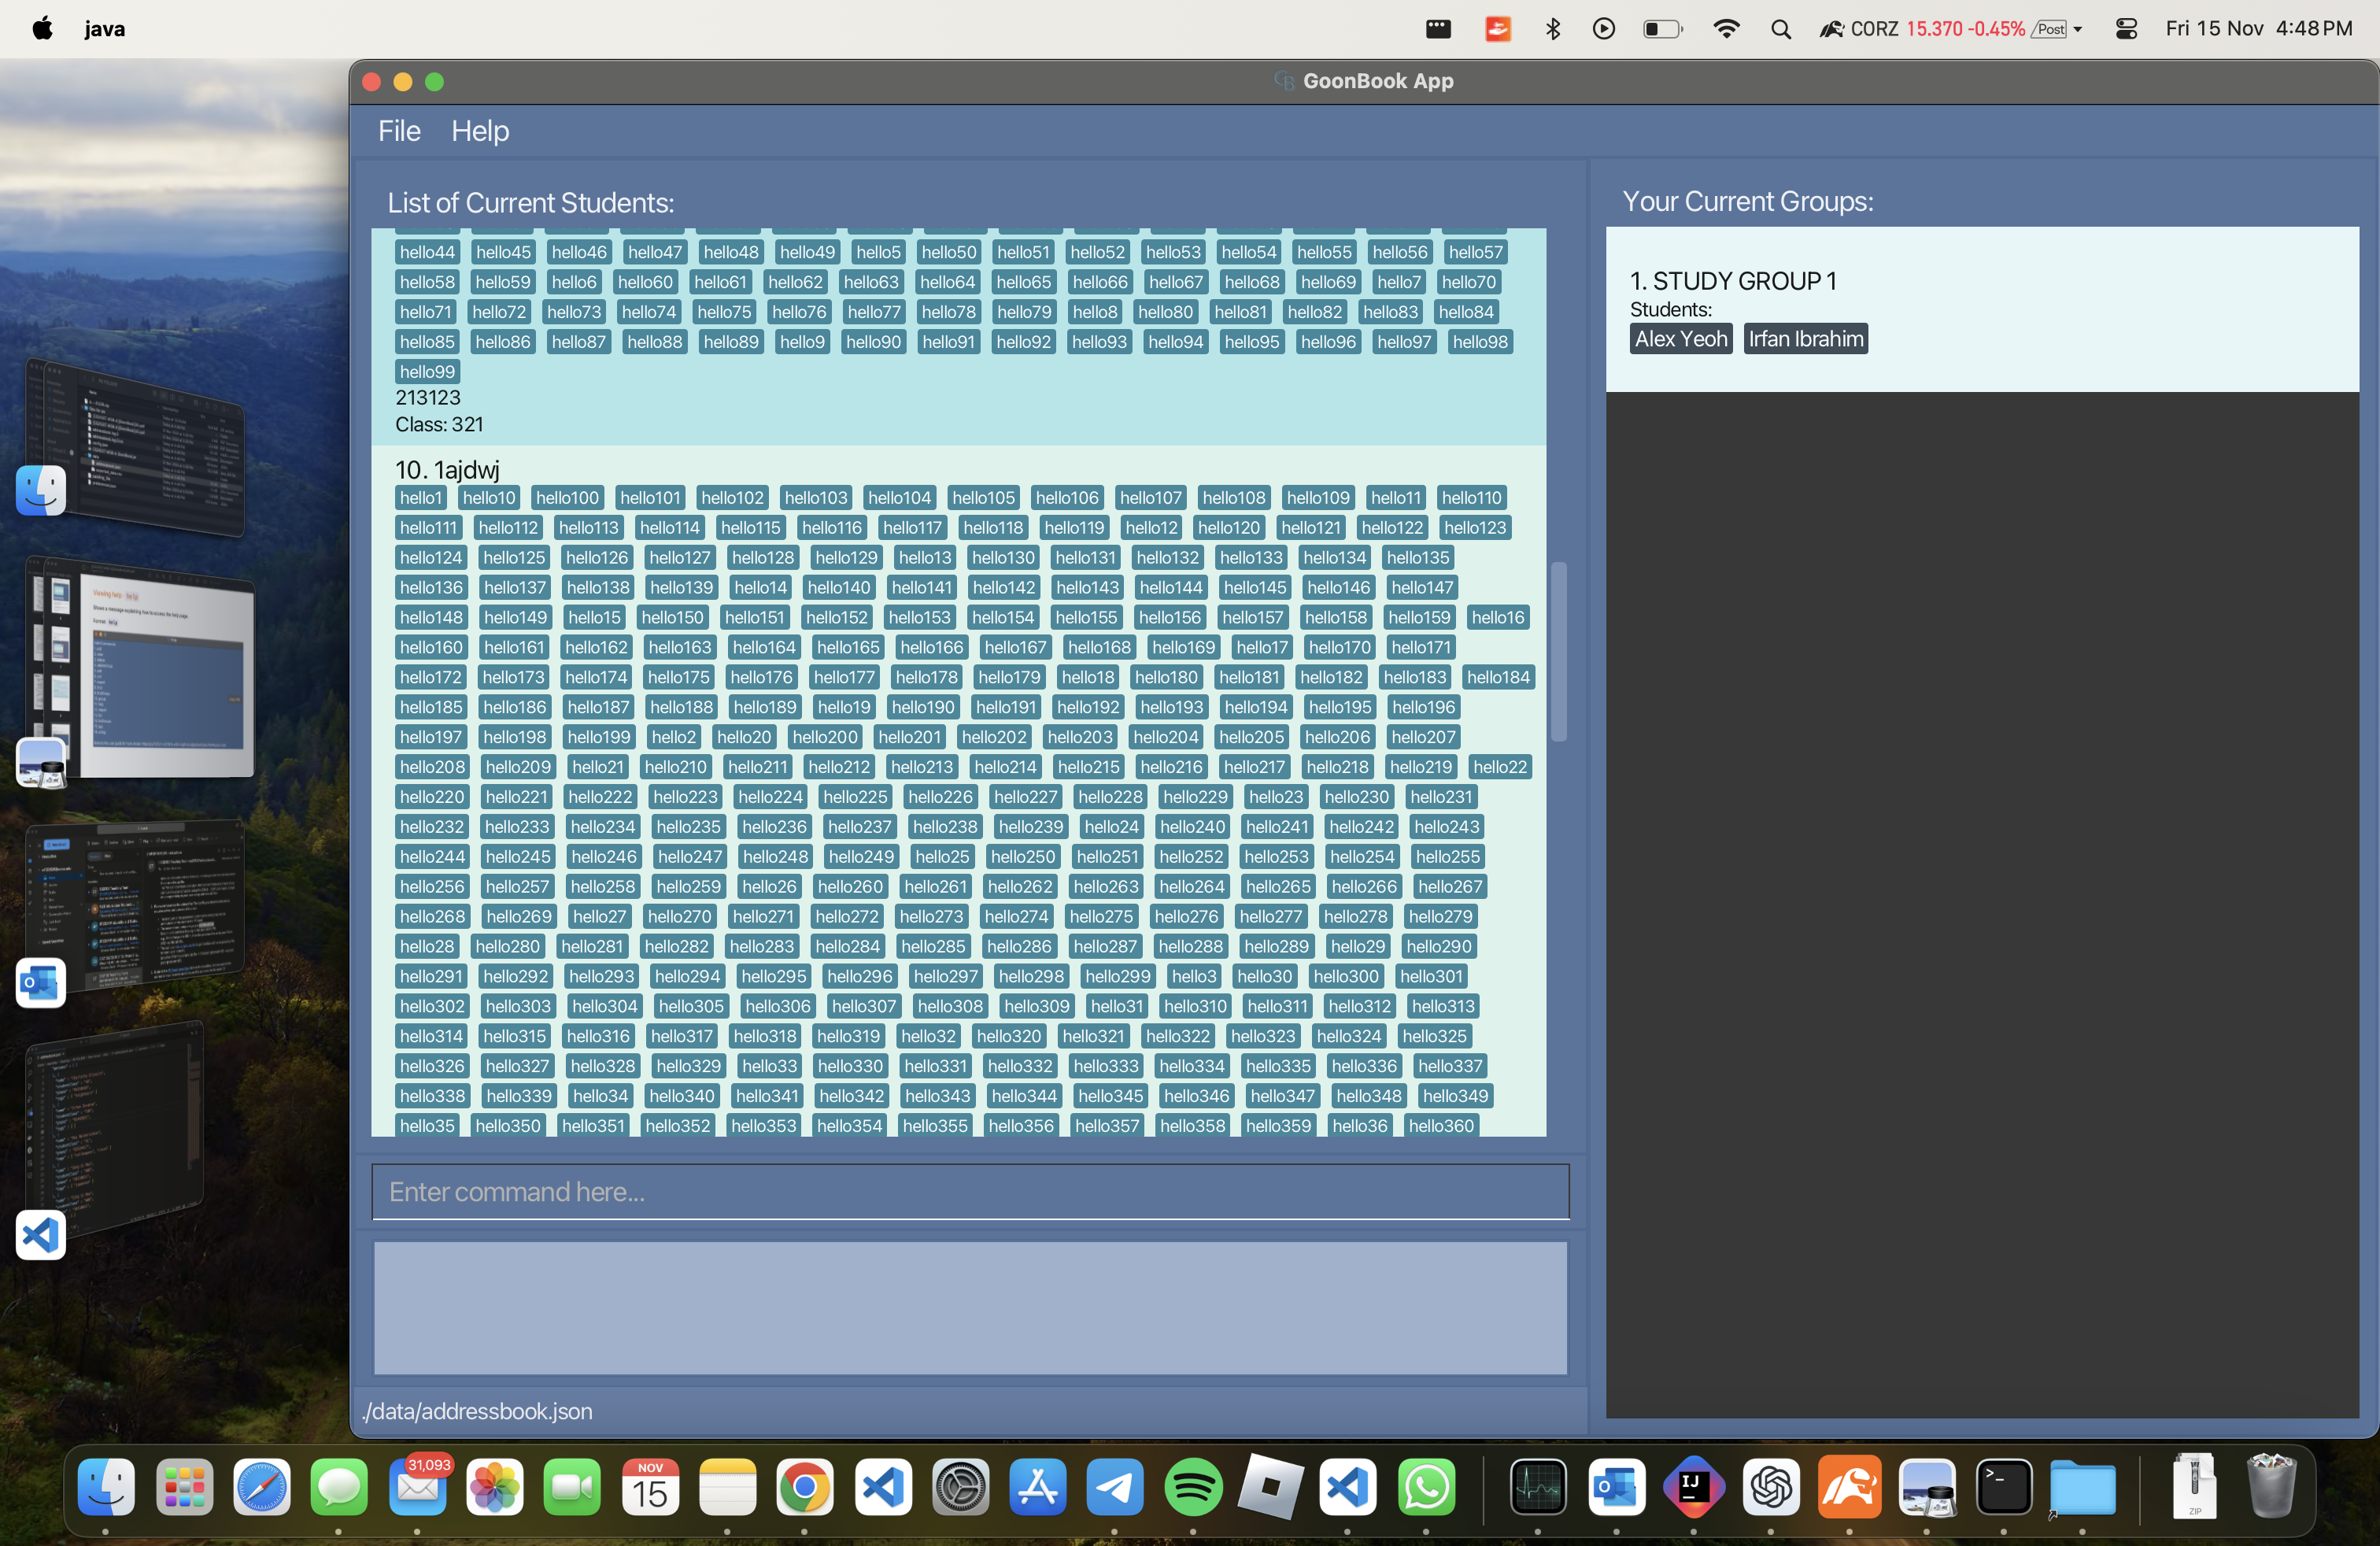 java
CORZ 15.370 -0.45% Post
Fri 15 Nov 4:48 PM
GoonBook App
File Help
List of Current Students:
hello44 hello45 hello46 hello47 hello48 hello49 hello5 hello50 hello51 hello52 hello53 hello54 hello55 hello56 hello57
hello58 hello59 hello6 hello60 hello61 hello62 hello63 hello64 hello65 hello66 hello67 hello68 hello69 hello7 hello70
hello71 hello72 hello73 hello74 hello75 hello76 hello77 hello78 hello79 hello8 hello80 hello81 hello82 hello83 hello84
hello85 hello86 hello87 hello88 hello89 hello9 hello90 hello91 hello92 hello93 hello94 hello95 hello96 hello97 hello98
hello99
213123
Class: 321
10. 1ajdwj
hello1 hello10 hello100 hello101 hello102 hello103 hello104 hello105 hello106 hello107 hello108 hello109 hello11 hello110
hello111 hello112 hello113 hello114 hello115 hello116 hello117 hello118 hello119 hello12 hello120 hello121 hello122 hello123
hello124 hello125 hello126 hello127 hello128 hello129 hello13 hello130 hello131 hello132 hello133 hello134 hello135
hello136 hello137 hello138 hello139 hello14 hello140 hello141 hello142 hello143 hello144 hello145 hello146 hello147
hello148 hello149 hello15 hello150 hello151 hello152 hello153 hello154 hello155 hello156 hello157 hello158 hello159 hello16
hello160 hello161 hello162 hello163 hello164 hello165 hello166 hello167 hello168 hello169 hello17 hello170 hello171
hello172 hello173 hello174 hello175 hello176 hello177 hello178 hello179 hello18 hello180 hello181 hello182 hello183 hello184
hello185 hello186 hello187 hello188 hello189 hello19 hello190 hello191 hello192 hello193 hello194 hello195 hello196
hello197 hello198 hello199 hello2 hello20 hello200 hello201 hello202 hello203 hello204 hello205 hello206 hello207
hello208 hello209 hello21 hello210 hello211 hello212 hello213 hello214 hello215 hello216 hello217 hello218 hello219 hello22
hello220 hello221 hello222 hello223 hello224 hello225 hello226 hello227 hello228 hello229 hello23 hello230 hello231
hello232 hello233 hello234 hello235 hello236 hello237 hello238 hello239 hello24 hello240 hello241 hello242 hello243
hello244 hello245 hello246 hello247 hello248 hello249 hello25 hello250 hello251 hello252 hello253 hello254 hello255
hello256 hello257 hello258 hello259 hello26 hello260 hello261 hello262 hello263 hello264 hello265 hello266 hello267
hello268 hello269 hello27 hello270 hello271 hello272 hello273 hello274 hello275 hello276 hello277 hello278 hello279
hello28 hello280 hello281 hello282 hello283 hello284 hello285 hello286 hello287 hello288 hello289 hello29 hello290
hello291 hello292 hello293 hello294 hello295 hello296 hello297 hello298 hello299 hello3 hello30 hello300 hello301
hello302 hello303 hello304 hello305 hello306 hello307 hello308 hello309 hello31 hello310 hello311 hello312 hello313
hello314 hello315 hello316 hello317 hello318 hello319 hello32 hello320 hello321 hello322 hello323 hello324 hello325
hello326 hello327 hello328 hello329 hello33 hello330 hello331 hello332 hello333 hello334 hello335 hello336 hello337
hello338 hello339 hello34 hello340 hello341 hello342 hello343 hello344 hello345 hello346 hello347 hello348 hello349
hello35 hello350 hello351 hello352 hello353 hello354 hello355 hello356 hello357 hello358 hello359 hello36 hello360
Enter command here...
./data/addressbook.json
Your Current Groups:
1. STUDY GROUP 1
Students:
Alex Yeoh Irfan Ibrahim
31,093
NOV
15
IJ
ZIP